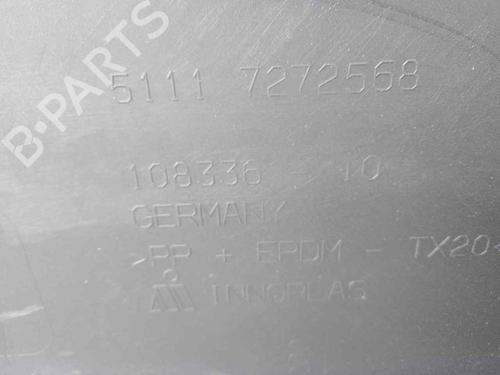 B-PARTS
5111 7272568
108336 - 10
GERMANY
>PP + EPDM - TX20
INNOPLAS